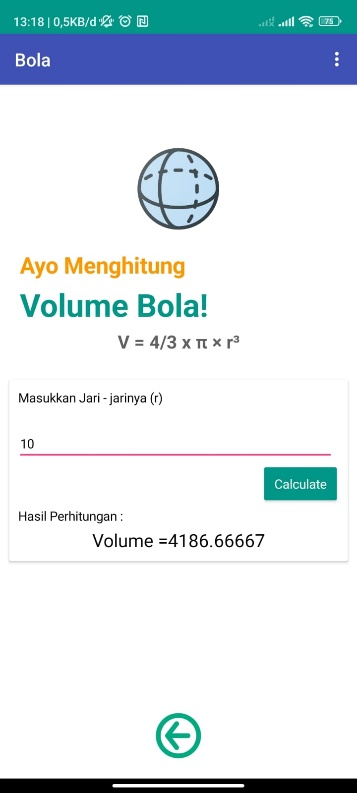 13:18 | 0,5KB/d
75
Bola
Ayo Menghitung
Volume Bola!
V = 4/3 x π × r³
Masukkan Jari - jarinya (r)
10
Calculate
Hasil Perhitungan :
Volume =4186.66667